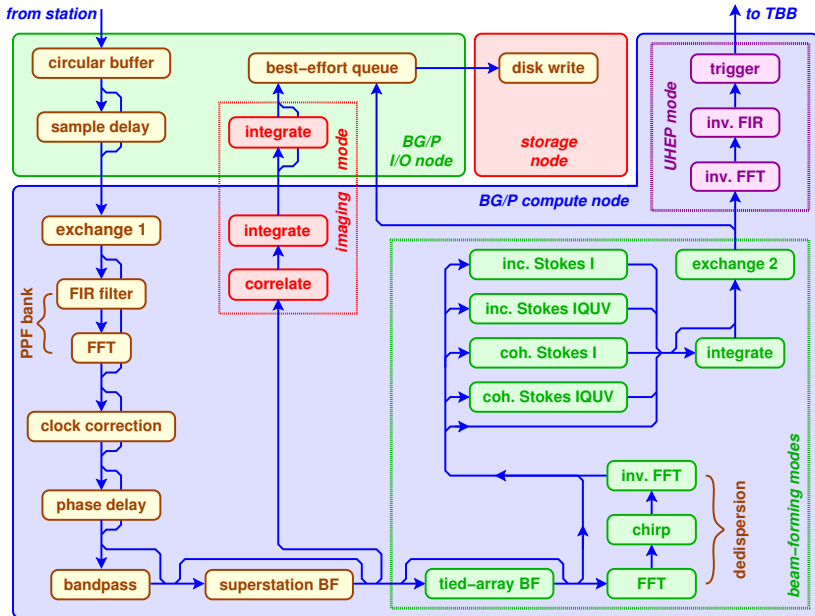 from station
to TBB
circular buffer
best-effort queue
disk write
trigger
sample delay
integrate
inv. FIR
BG/P
I/O node
storage
node
inv. FFT
UHEP mode
imaging mode
BG/P compute node
exchange 1
integrate
FIR filter
correlate
PPF bank
FFT
inc. Stokes I
exchange 2
inc. Stokes IQUV
coh. Stokes I
integrate
coh. Stokes IQUV
clock correction
phase delay
inv. FFT
chirp
dedispersion
beam-forming modes
bandpass
superstation BF
tied-array BF
FFT